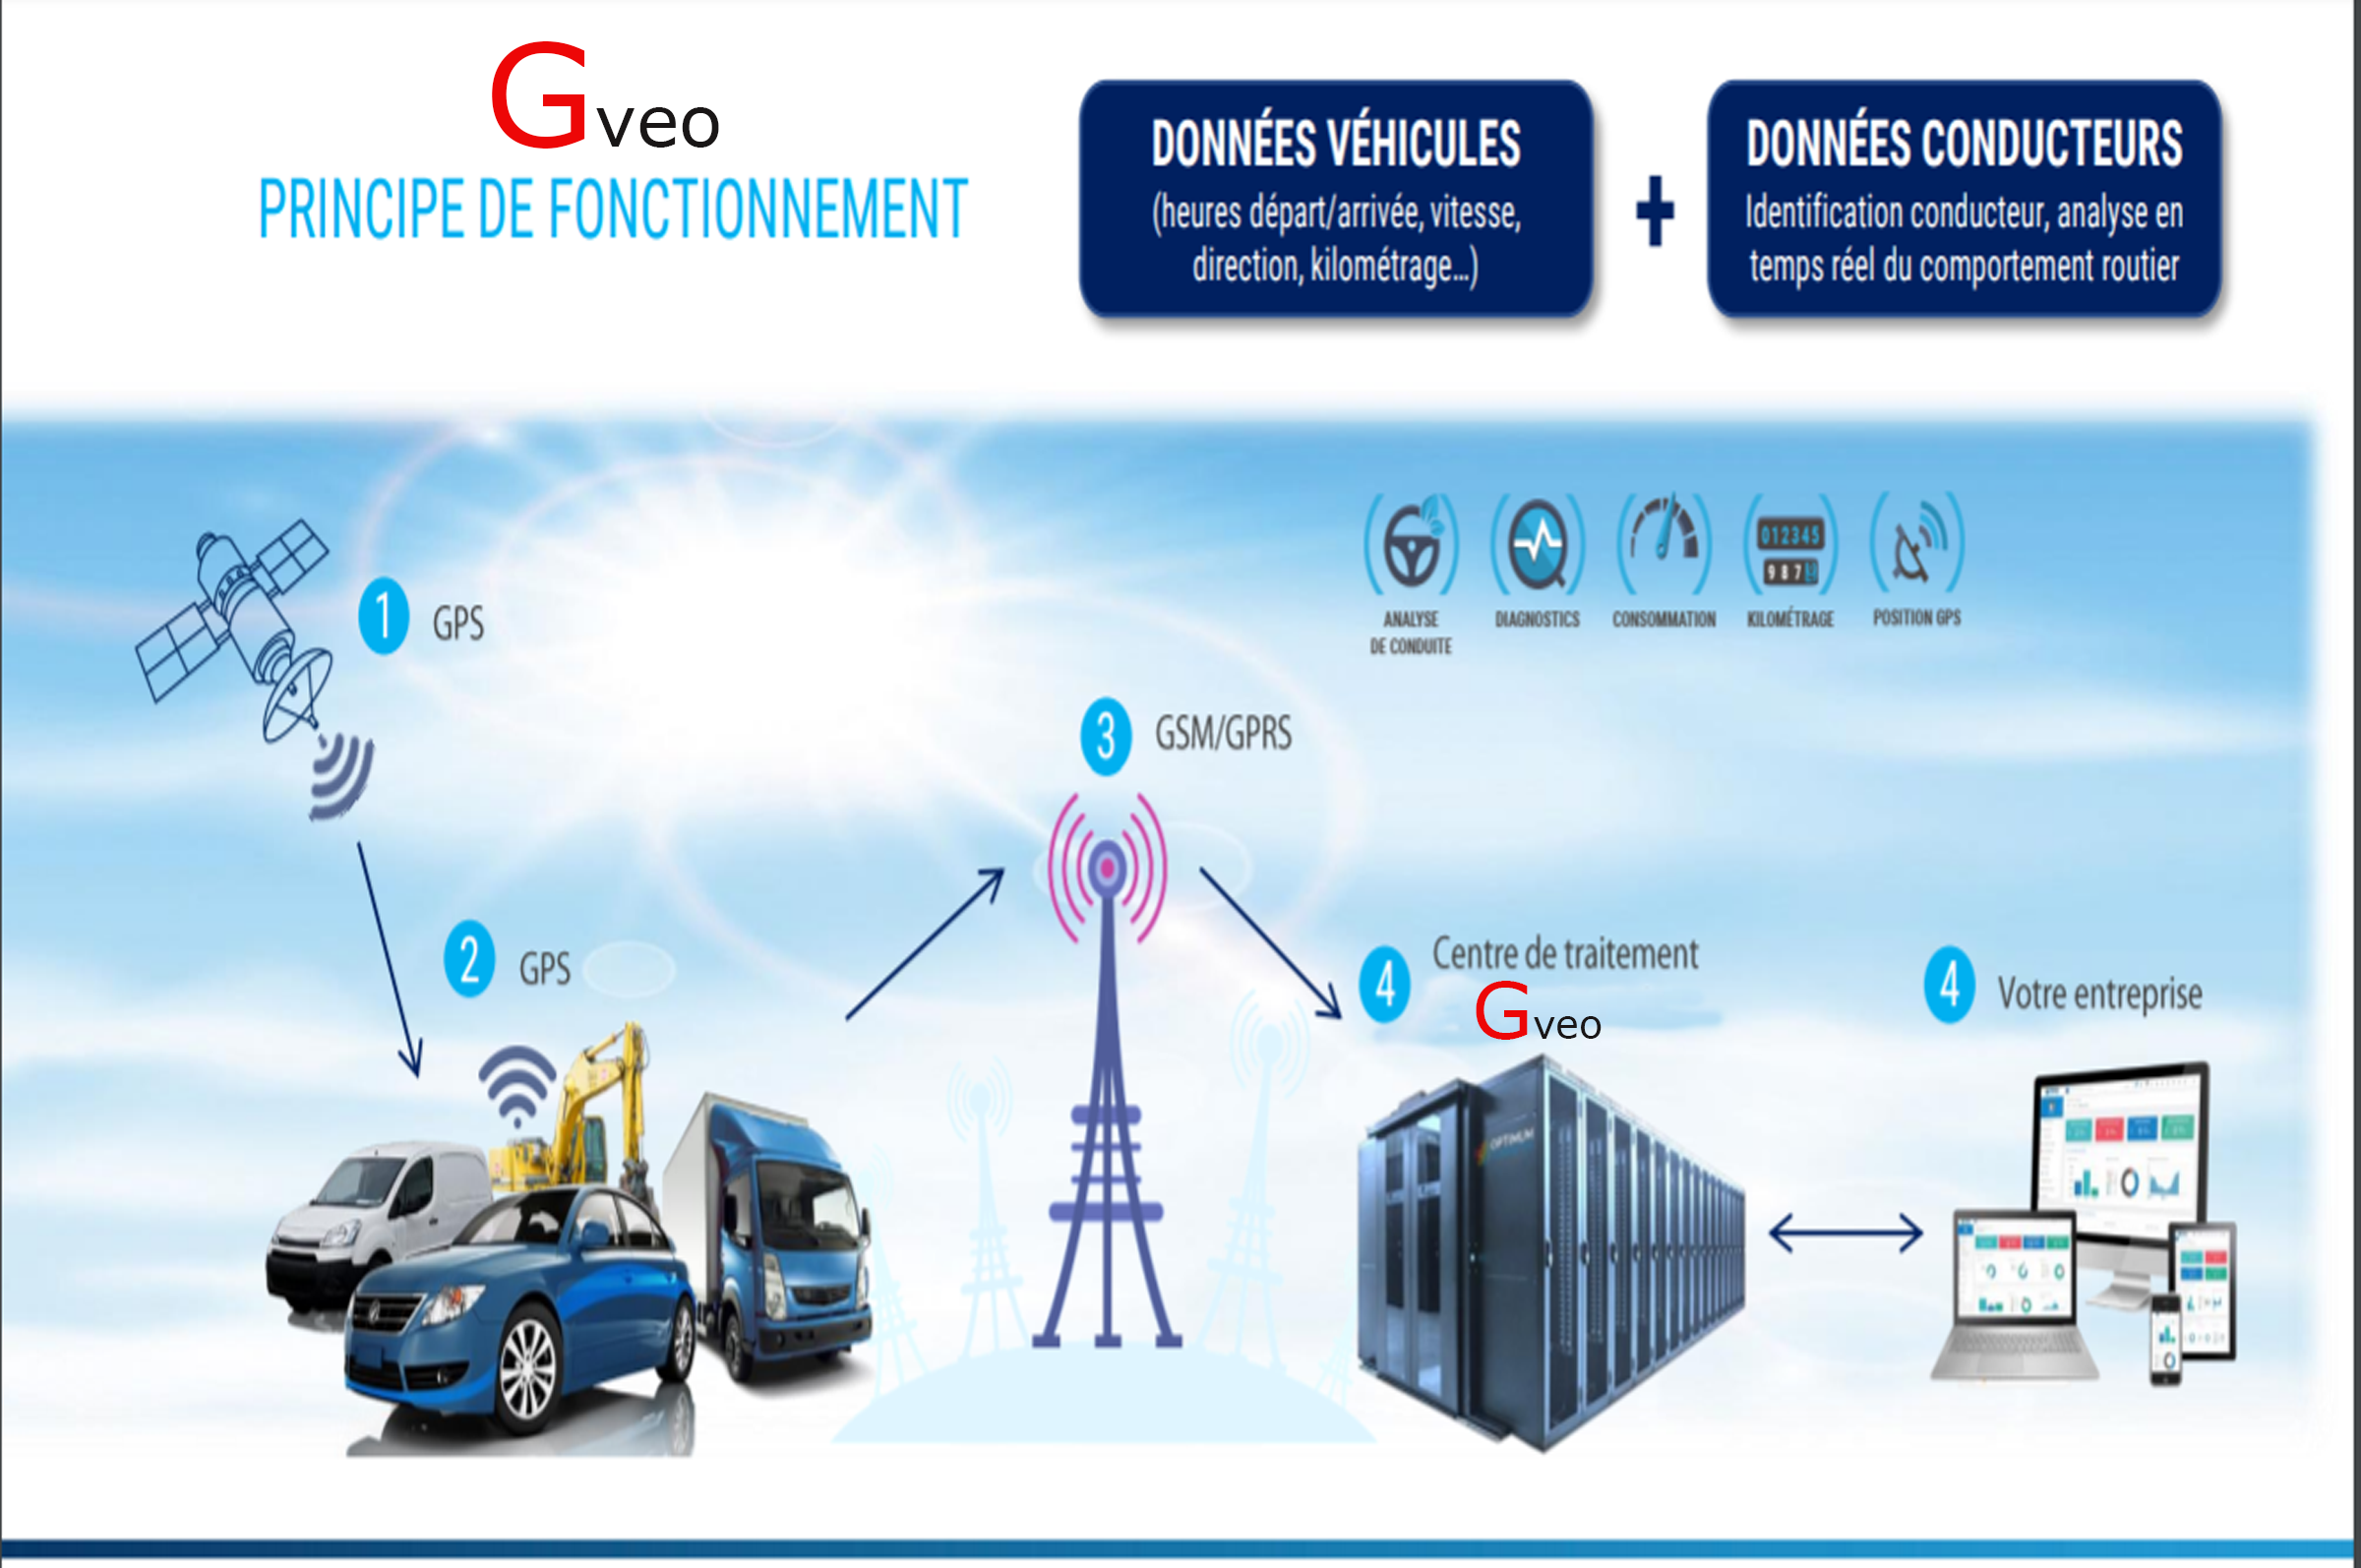 Gveo
PRINCIPE DE FONCTIONNEMENT
DONNÉES VÉHICULES
(heures départ/arrivée, vitesse,
direction, kilométrage...)
+
DONNÉES CONDUCTEURS
Identification conducteur, analyse en
temps réel du comportement routier
1 GPS
012345
987
ANALYSE
DE CONDUITE
DIAGNOSTICS
CONSOMMATION
KILOMÉTRAGE
POSITION GPS
2 GPS
3 GSM/GPRS
4 Centre de traitement
Gveo
OPTIMUM
4 Votre entreprise